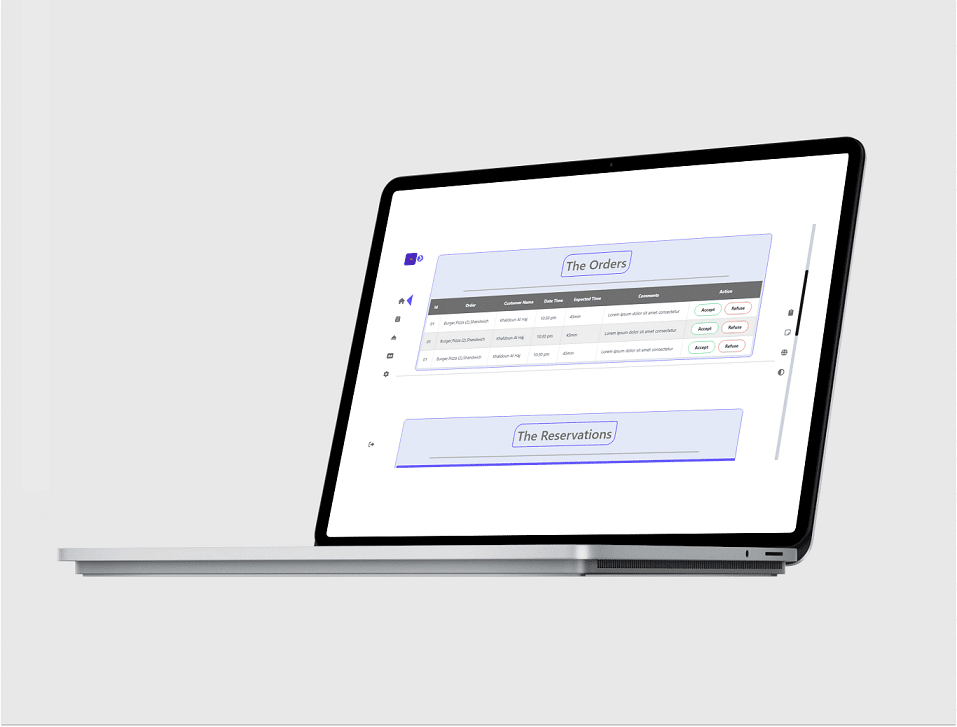 The Orders
Id Order Customer Name Date Time Expected Time Comments Action
01 Burger,Pizza (2),Shandwich Khaldoun Al Haj 10:30 pm 45min Lorem ipsum dolor sit amet consectetur Accept Refuse
01 Burger,Pizza (2),Shandwich Khaldoun Al Haj 10:30 pm 45min Lorem ipsum dolor sit amet consectetur Accept Refuse
01 Burger,Pizza (2),Shandwich Khaldoun Al Haj 10:30 pm 45min Lorem ipsum dolor sit amet consectetur Accept Refuse
The Reservations